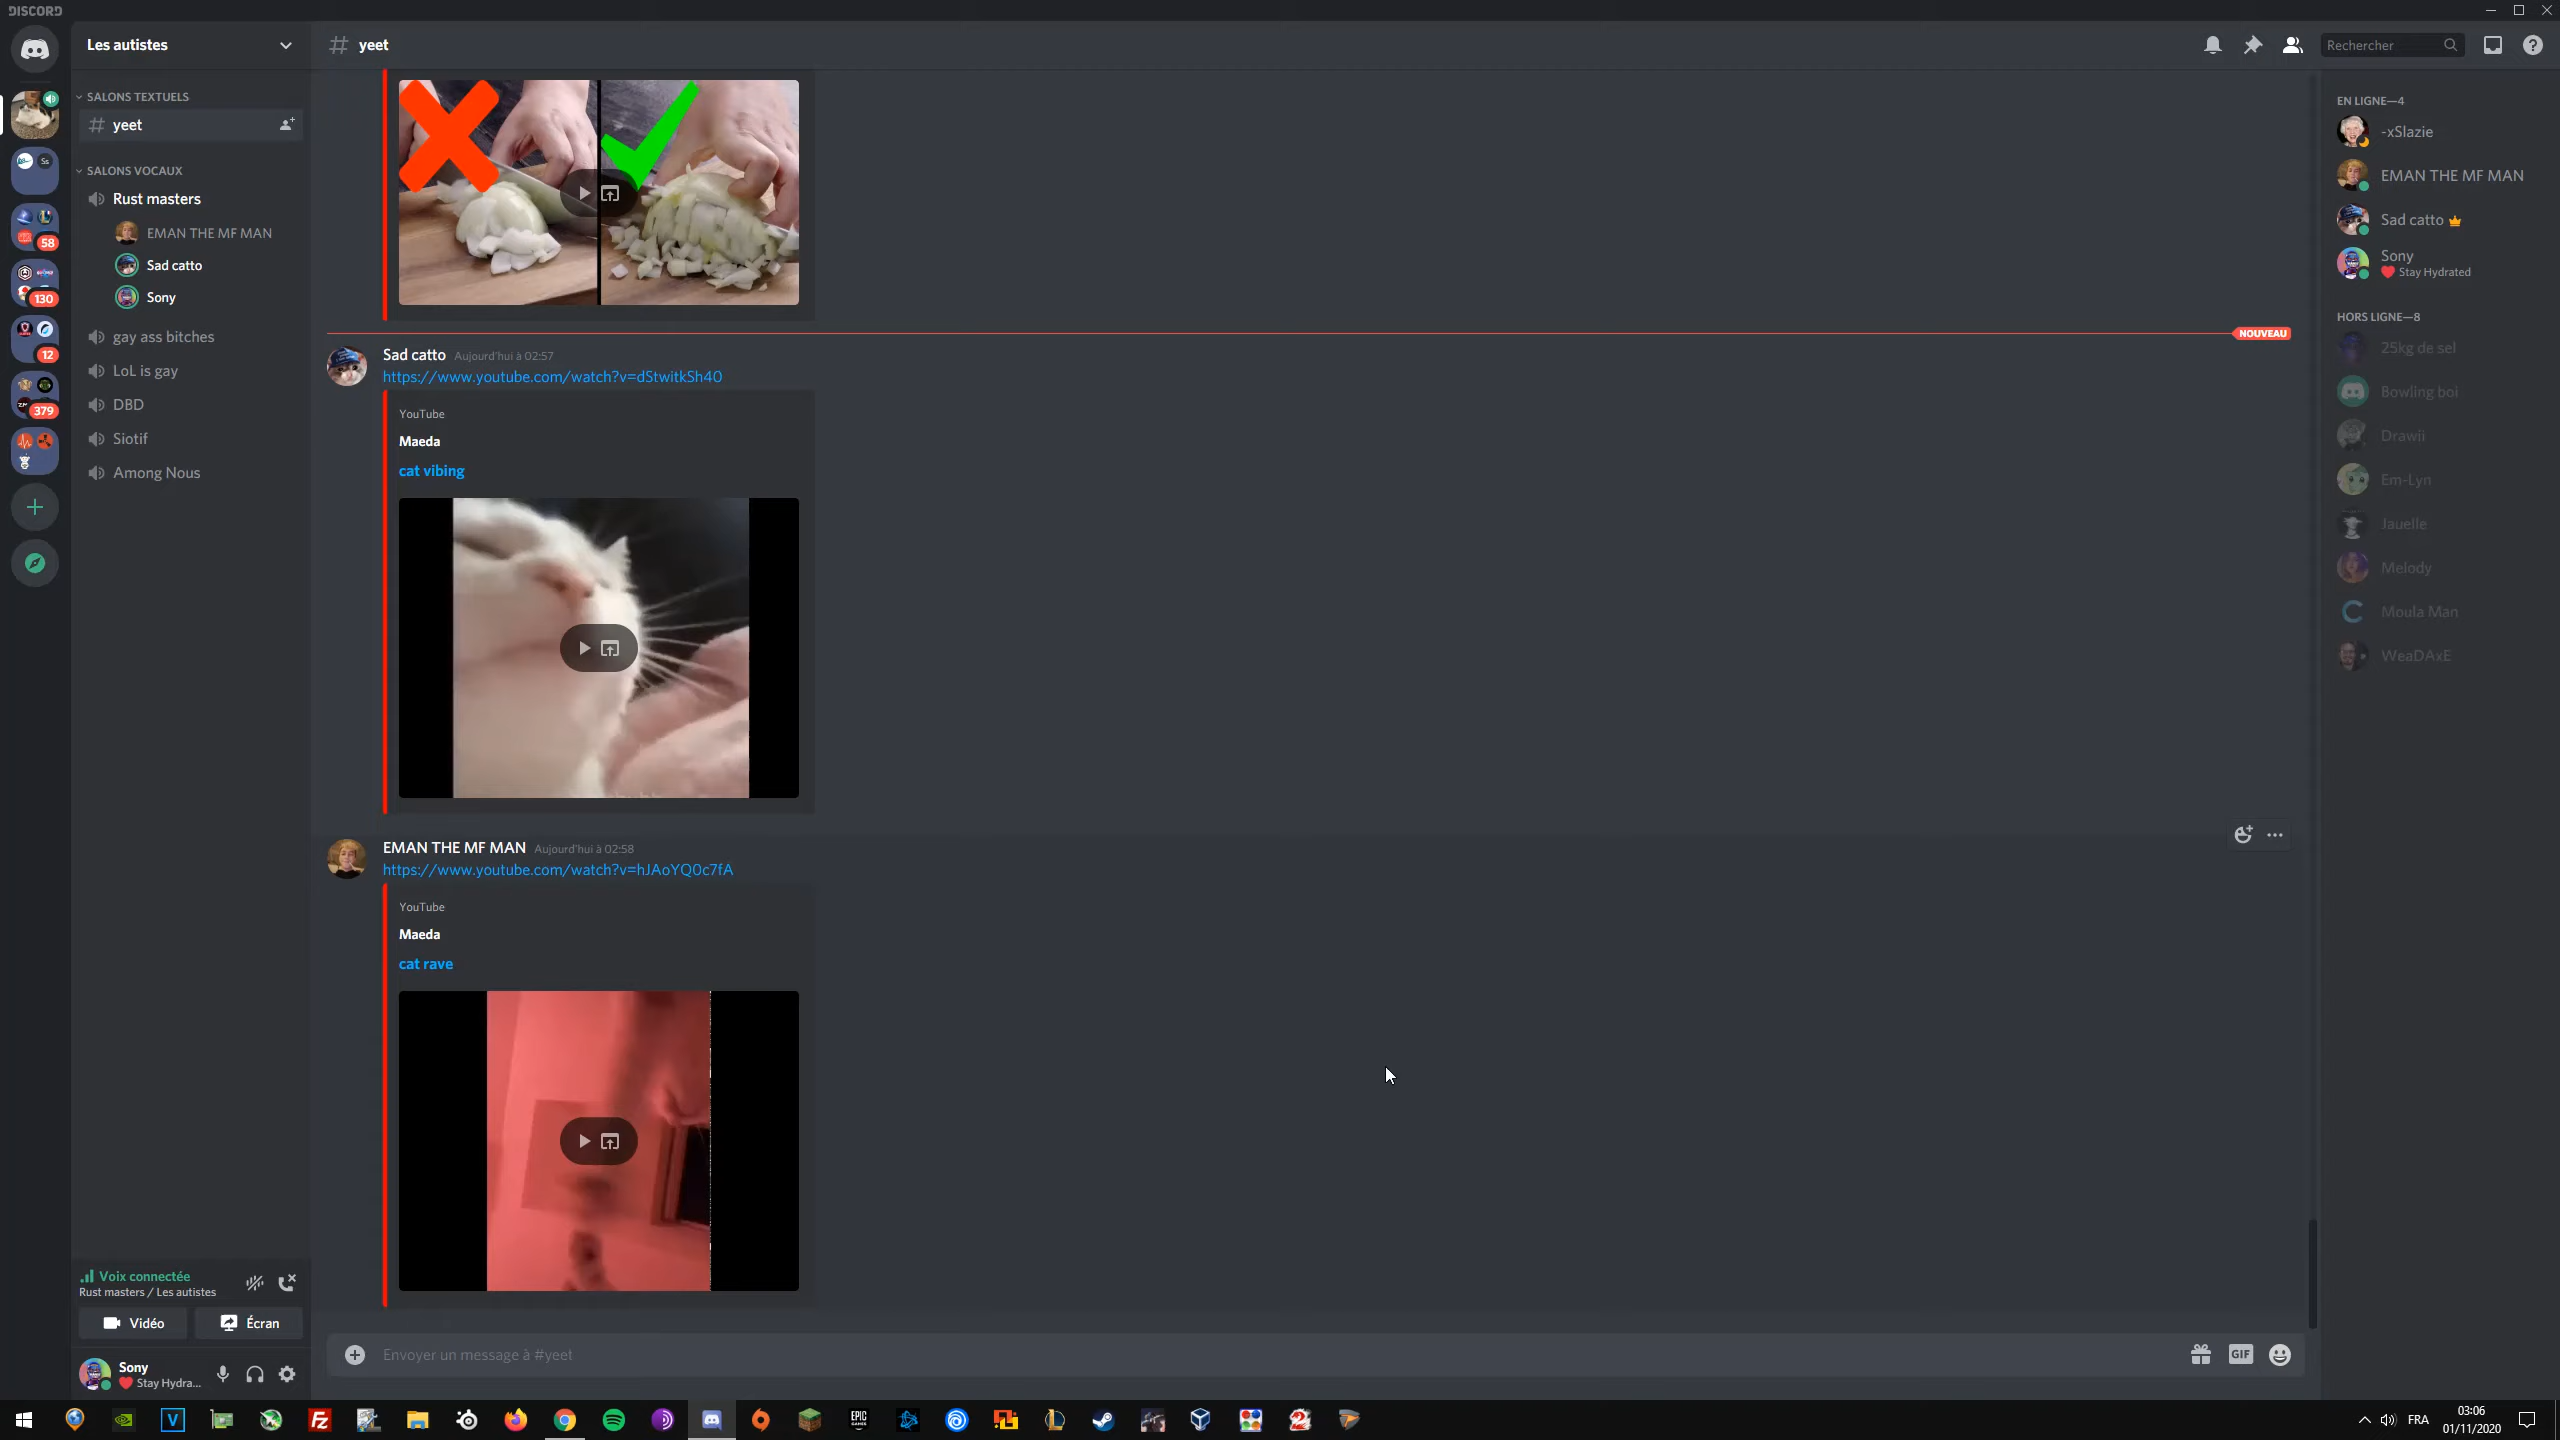 DISCORD
Les autistes
yeet
Rechercher
SALONS TEXTUELS
yeet
SALONS VOCAUX
Rust masters
EMAN THE MF MAN
Sad catto
Sony
gay ass bitches
LoL is gay
DBD
Siotif
Among Nous
58
130
12
379
NOUVEAU
Sad catto Aujourd'hui à 02:57
https://www.youtube.com/watch?v=dStwitkSh40
YouTube
Maeda
cat vibing
EMAN THE MF MAN Aujourd'hui à 02:58
https://www.youtube.com/watch?v=hJAoYQ0c7fA
YouTube
Maeda
cat rave
Envoyer un message à #yeet
GIF
EN LIGNE—4
-xSlazie
EMAN THE MF MAN
Sad catto
Sony
Stay Hydrated
HORS LIGNE—8
25kg de sel
Bowling boi
Drawii
Em-Lyn
Jauelle
Melody
Moula Man
WeaDAxE
Voix connectée
Rust masters / Les autistes
Vidéo
Écran
Sony
Stay Hydra...
FRA
03:06
01/11/2020